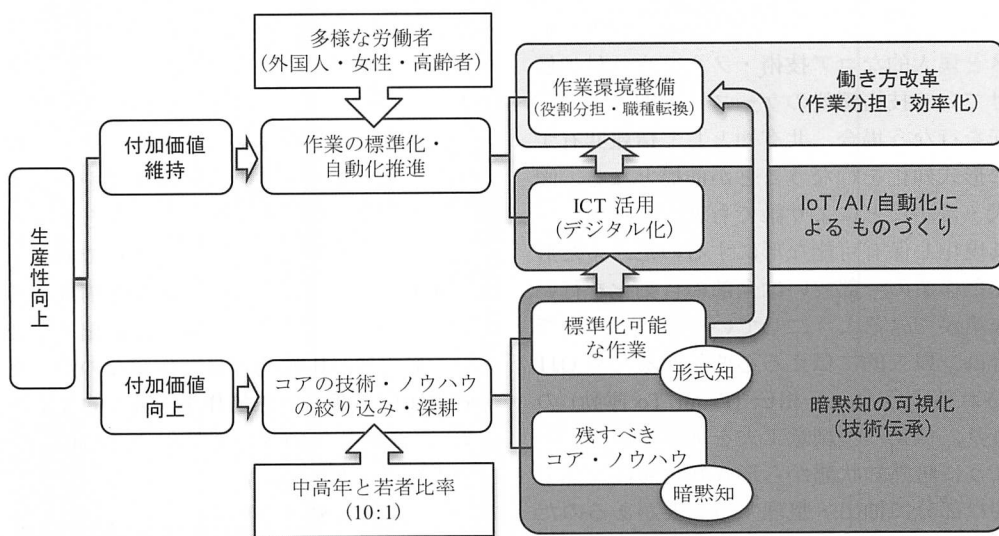 多様な労働者
(外国人・女性・高齢者)
生産性向上
付加価値
維持
作業の標準化・
自動化推進
作業環境整備
(役割分担・職種転換)
働き方改革
(作業分担・効率化)
ICT 活用
(デジタル化)
IoT/AI/自動化に
よる ものづくり
付加価値
向上
コアの技術・ノウハウ
の絞り込み・深耕
中高年と若者比率
(10:1)
標準化可能
な作業
形式知
残すべき
コア・ノウハウ
暗黙知
暗黙知の可視化
(技術伝承)